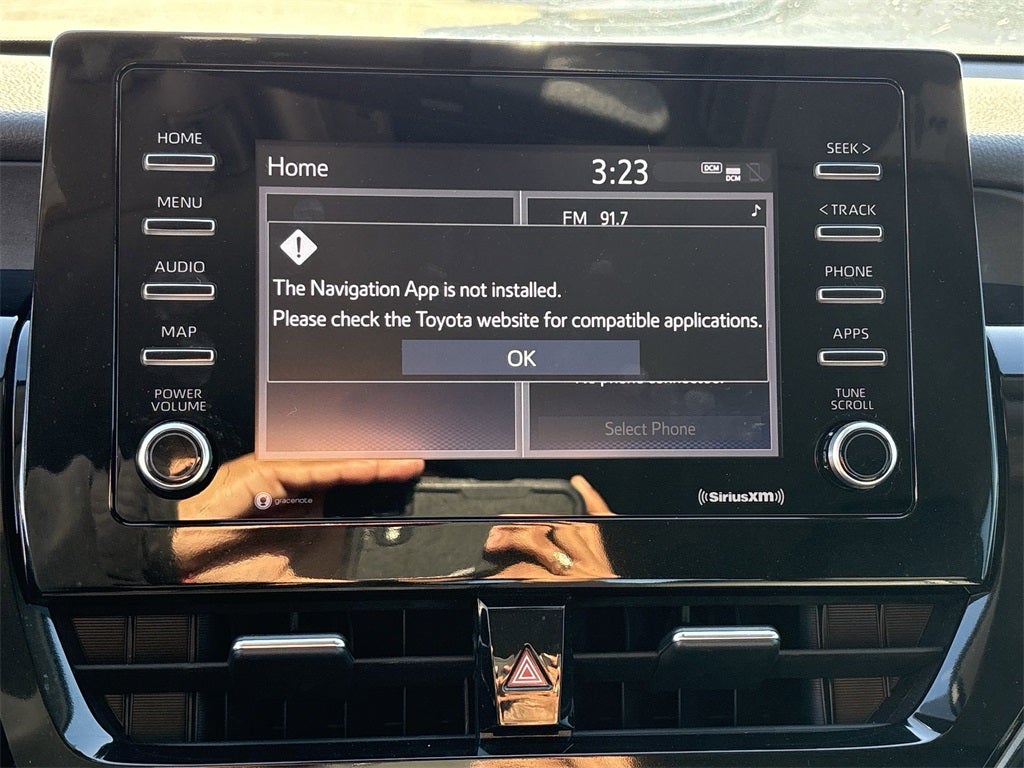 HOME
MENU
AUDIO
MAP
POWER
VOLUME
Home
3:23
DCM
DCM
FM 91.7
The Navigation App is not installed.
Please check the Toyota website for compatible applications.
OK
Select Phone
gracenote
((SiriusXM))
SEEK >
< TRACK
PHONE
APPS
TUNE
SCROLL